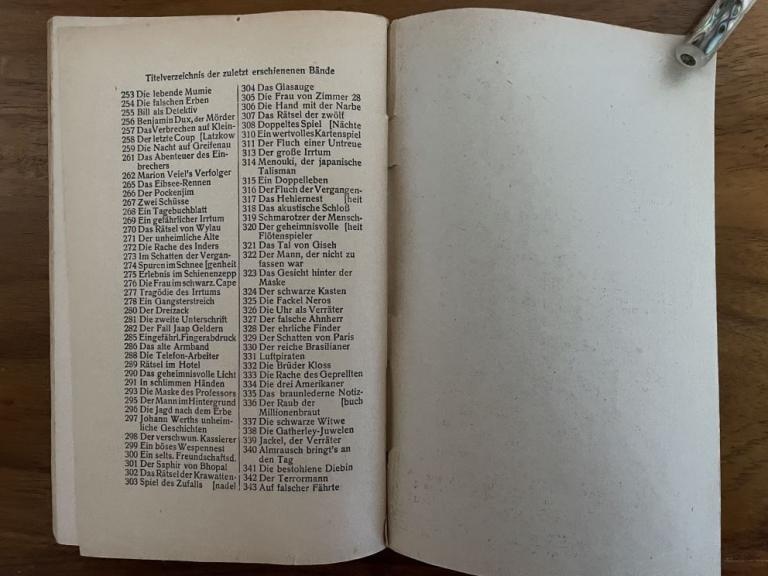 Titelverzeichnis der zuletzt erschienenen Bände
253 Die lebende Mumie
254 Die falschen Erben
255 Bill als Detektiv
256 Benjamin Dux, der Mörder
257 Das Verbrechen auf Klein-
258 Der letzte Coup [Latzkow
259 Die Nacht auf Greifenau
261 Das Abenteuer des Ein-
brechers
262 Marion Veiel's Verfolger
265 Das Eibsee-Rennen
266 Der Pockenjim
267 Zwei Schüsse
268 Ein Tagebuchblatt
269 Ein gefährlicher Irrtum
270 Das Rätsel von Wylau
271 Der unheimliche Alte
272 Die Rache des Inders
273 Im Schatten der Vergan-
274 Spuren im Schnee [genheit
275 Erlebnis im Schienenzepp
276 Die Frau im schwarz. Cape
277 Tragödie des Irrtums
278 Ein Gangsterstreich
280 Der Dreizack
281 Die zweite Unterschrift
282 Der Fall Jaap Geldern
285 Ein gefährl. Fingerabdruck
286 Das alte Armband
288 Die Telefon-Arbeiter
289 Rätsel im Hotel
290 Das geheimnisvolle Licht
291 In schlimmen Händen
293 Die Maske des Professors
295 Der Mann im Hintergrund
296 Die Jagd nach dem Erbe
297 Johann Werths unheim-
liche Geschichten
298 Der verschwun. Kassierer
299 Ein böses Wespennest
300 Ein selts. Freundschaftsd.
301 Der Saphir von Bhopal
302 Das Rätsel der Krawatten-
303 Spiel des Zufalls [nadel
304 Das Glasauge
305 Die Frau von Zimmer 28
306 Die Hand mit der Narbe
307 Das Rätsel der zwölf
308 Doppeltes Spiel [Nächte
310 Ein wertvolles Kartenspiel
311 Der Fluch einer Untreue
313 Der große Irrtum
314 Menouki, der japanische
Talisman
315 Ein Doppelleben
316 Der Fluch der Vergangen-
317 Das Hehlernest [heit
318 Das akustische Schloß
319 Schmarotzer der Mensch-
320 Der geheimnisvolle [heit
Flötenspieler
321 Das Tal von Giseh
322 Der Mann, der nicht zu
fassen war
323 Das Gesicht hinter der
Maske
324 Der schwarze Kasten
325 Die Fackel Neros
326 Die Uhr als Verräter
327 Der falsche Ahnherr
328 Der ehrliche Finder
329 Der Schatten von Paris
330 Der reiche Brasilianer
331 Luftpiraten
332 Die Brüder Kloss
333 Die Rache des Geprellten
334 Die drei Amerikaner
335 Das braunlederne Notiz-
336 Der Raub der [buch
Millionenbraut
337 Die schwarze Witwe
338 Die Gatherley-Juwelen
339 Jackel, der Verräter
340 Almrausch bringt's an
den Tag
341 Die bestohlene Diebin
342 Der Terrormann
343 Auf falscher Fährte